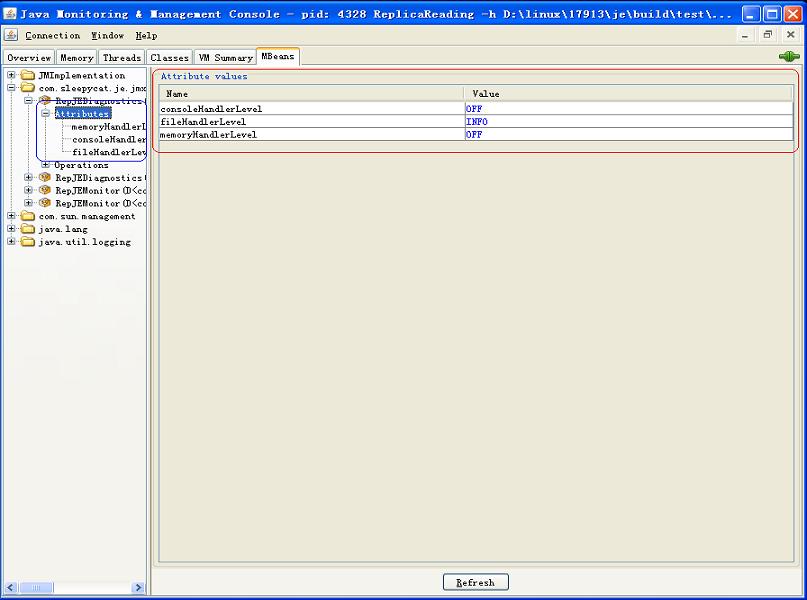 Java Monitoring & Management Console - pid: 4328 ReplicaReading -h D:\linux\17913\je\build\test\...
Connection Window Help
Overview Memory Threads Classes VM Summary MBeans
JMImplementation
com.sleepycat.je.jmx
RepJEDiagnostics(
Attributes
memoryHandlerL
consoleHandler
fileHandlerLev
Operations
RepJEDiagnostics(
RepJEMonitor(D<co
RepJEMonitor(D<co
com.sun.management
java.lang
java.util.logging
Attribute values
Name Value
consoleHandlerLevel OFF
fileHandlerLevel INFO
memoryHandlerLevel OFF
Refresh